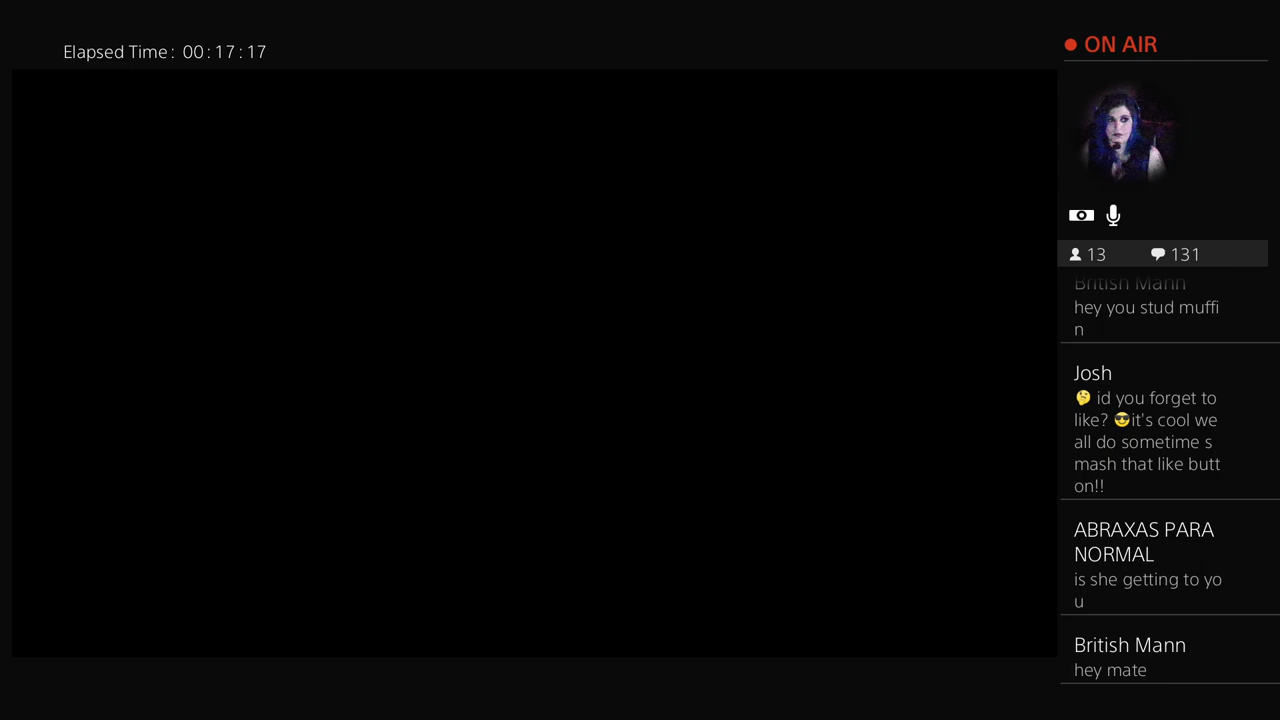 Elapsed Time: 00:17:17
ON AIR
13 131
British Mann
hey you stud muffi
n
Josh
🤔 id you forget to
like? 😎it's cool we
all do sometime s
mash that like butt
on!!
ABRAXAS PARA
NORMAL
is she getting to yo
u
British Mann
hey mate